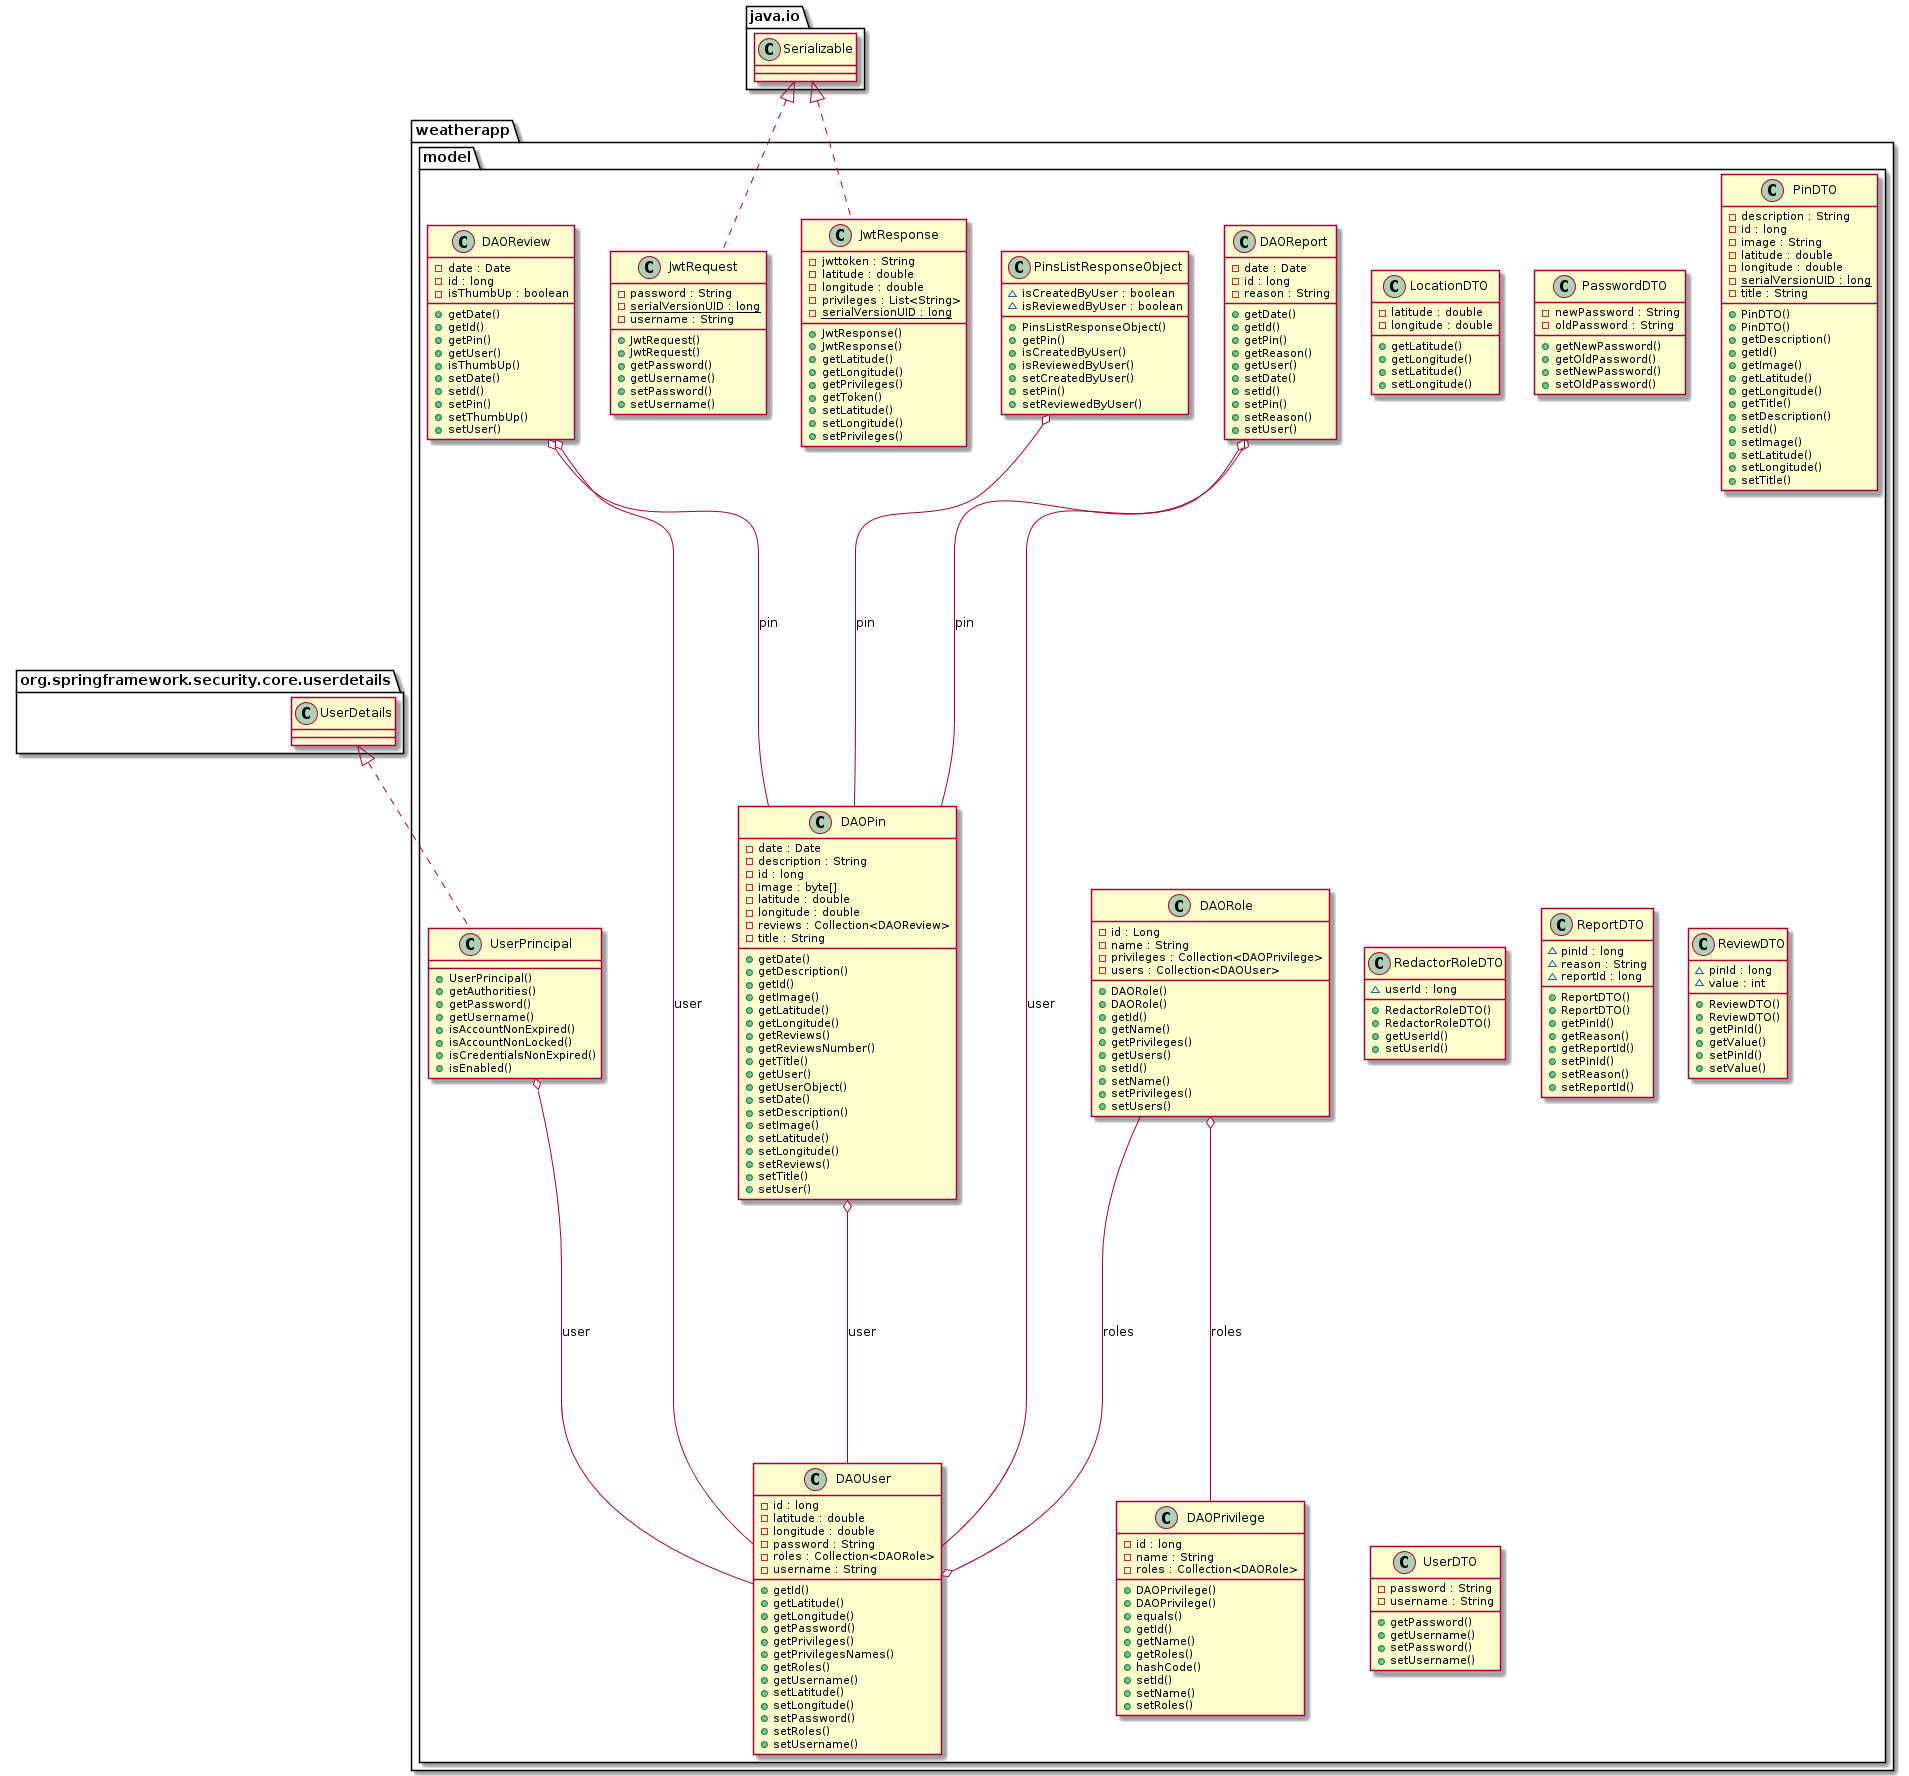 java.io
C Serializable
weatherapp
model
C DAOReview
date : Date
id : long
isThumbUp : boolean
getDate()
getId()
getPin()
getUser()
isThumbUp()
setDate()
setId()
setPin()
setThumbUp()
setUser()
C JwtRequest
password : String
serialVersionUID : long
username : String
JwtRequest()
JwtRequest()
getPassword()
getUsername()
setPassword()
setUsername()
C JwtResponse
jwttoken : String
latitude : double
longitude : double
privileges : List<String>
serialVersionUID : long
JwtResponse()
JwtResponse()
getLatitude()
getLongitude()
getPrivileges()
getToken()
setLatitude()
setLongitude()
setPrivileges()
C PinsListResponseObject
isCreatedByUser : boolean
isReviewedByUser : boolean
PinsListResponseObject()
getPin()
isCreatedByUser()
isReviewedByUser()
setCreatedByUser()
setPin()
setReviewedByUser()
C DAOReport
date : Date
id : long
reason : String
getDate()
getId()
getPin()
getReason()
getUser()
setDate()
setId()
setPin()
setReason()
setUser()
C LocationDTO
latitude : double
longitude : double
getLatitude()
getLongitude()
setLatitude()
setLongitude()
C PasswordDTO
newPassword : String
oldPassword : String
getNewPassword()
getOldPassword()
setNewPassword()
setOldPassword()
C PinDTO
description : String
id : long
image : String
latitude : double
longitude : double
serialVersionUID : long
title : String
PinDTO()
PinDTO()
getDescription()
getId()
getImage()
getLatitude()
getLongitude()
getTitle()
setDescription()
setId()
setImage()
setLatitude()
setLongitude()
setTitle()
pin
pin
pin
org.springframework.security.core.userdetails
C UserDetails
C UserPrincipal
UserPrincipal()
getAuthorities()
getPassword()
getUsername()
isAccountNonExpired()
isAccountNonLocked()
isCredentialsNonExpired()
isEnabled()
user
C DAOPin
date : Date
description : String
id : long
image : byte[]
latitude : double
longitude : double
reviews : Collection<DAOReview>
title : String
getDate()
getDescription()
getId()
getImage()
getLatitude()
getLongitude()
getReviews()
getReviewsNumber()
getTitle()
getUser()
getUserObject()
setDate()
setDescription()
setImage()
setLatitude()
setLongitude()
setReviews()
setTitle()
setUser()
user
C DAORole
id : Long
name : String
privileges : Collection<DAOPrivilege>
users : Collection<DAOUser>
DAORole()
DAORole()
getId()
getName()
getPrivileges()
getUsers()
setId()
setName()
setPrivileges()
setUsers()
C RedactorRoleDTO
userId : long
RedactorRoleDTO()
RedactorRoleDTO()
getUserId()
setUserId()
C ReportDTO
pinId : long
reason : String
reportId : long
ReportDTO()
ReportDTO()
getPinId()
getReason()
getReportId()
setPinId()
setReason()
setReportId()
C ReviewDTO
pinId : long
value : int
ReviewDTO()
ReviewDTO()
getPinId()
getValue()
setPinId()
setValue()
user
user
roles
roles
C DAOUser
id : long
latitude : double
longitude : double
password : String
roles : Collection<DAORole>
username : String
getId()
getLatitude()
getLongitude()
getPassword()
getPrivileges()
getPrivilegesNames()
getRoles()
getUsername()
setLatitude()
setLongitude()
setPassword()
setRoles()
setUsername()
C DAOPrivilege
id : long
name : String
roles : Collection<DAORole>
DAOPrivilege()
DAOPrivilege()
equals()
getId()
getName()
getRoles()
hashCode()
setId()
setName()
setRoles()
C UserDTO
password : String
username : String
getPassword()
getUsername()
setPassword()
setUsername()